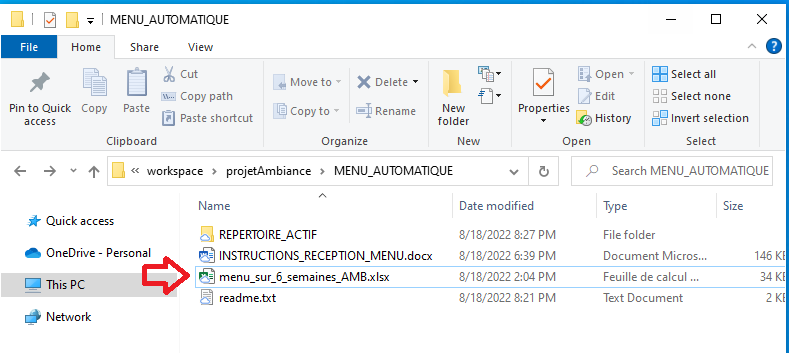 MENU_AUTOMATIQUE
File Home Share View
Pin to Quick access
Copy
Paste
Cut
Copy path
Paste shortcut
Clipboard
Move to
Copy to
Delete
Rename
Organize
New folder
New
Properties
Open
Edit
History
Open
Select all
Select none
Invert selection
Select
workspace projetAmbiance MENU_AUTOMATIQUE
Search MENU_AUTOMATIQUE
Quick access
OneDrive - Personal
This PC
Network
Name Date modified Type Size
REPERTOIRE_ACTIF 8/18/2022 8:27 PM File folder
INSTRUCTIONS_RECEPTION_MENU.docx 8/18/2022 6:39 PM Document Micros... 146 KB
menu_sur_6_semaines_AMB.xlsx 8/18/2022 2:04 PM Feuille de calcul ... 34 KB
readme.txt 8/18/2022 8:21 PM Text Document 2 KB